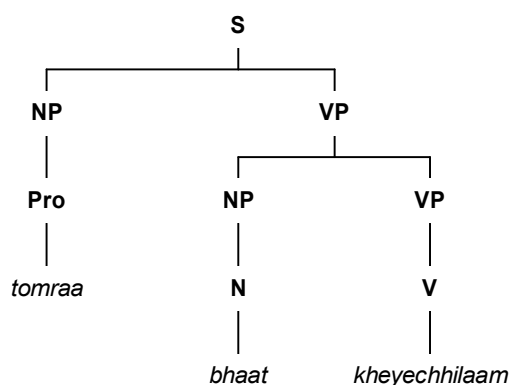 S
NP VP
Pro NP VP
tomraa N V
bhaat kheyechhilaam